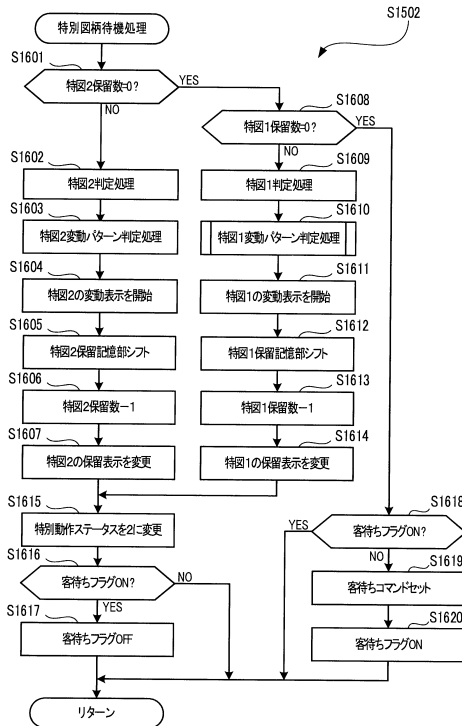 S1502
特別図柄待機処理
S1601
特図2保留数=0?
YES
NO
S1608
特図1保留数=0?
YES
NO
S1602
特図2判定処理
S1603
特図2変動パターン判定処理
S1604
特図2の変動表示を開始
S1605
特図2保留記憶部シフト
S1606
特図2保留数−1
S1607
特図2の保留表示を変更
S1609
特図1判定処理
S1610
特図1変動パターン判定処理
S1611
特図1の変動表示を開始
S1612
特図1保留記憶部シフト
S1613
特図1保留数−1
S1614
特図1の保留表示を変更
S1615
特別動作ステータスを2に変更
S1616
客待ちフラグON?
NO
YES
S1617
客待ちフラグOFF
S1618
YES
客待ちフラグON?
NO
S1619
客待ちコマンドセット
S1620
客待ちフラグON
リターン